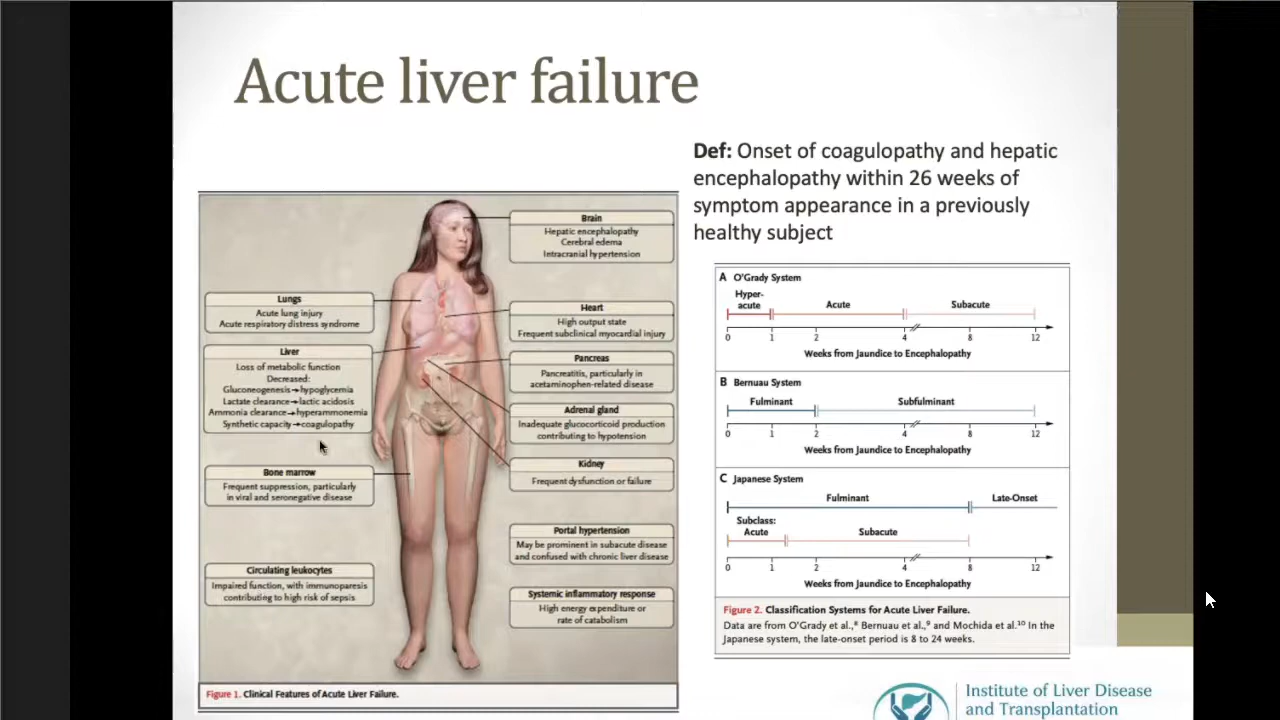 Acute liver failure
Def: Onset of coagulopathy and hepatic
encephalopathy within 26 weeks of
symptom appearance in a previously
healthy subject
Brain
Hepatic encephalopathy
Cerebral edema
Intracranial hypertension
Lungs
Acute lung injury
Acute respiratory distress syndrome
Heart
High output state
Frequent subclinical myocardial injury
Liver
Loss of metabolic function
Decreased:
Gluconeogenesis→hypoglycemia
Lactate clearance→lactic acidosis
Ammonia clearance→hyperammonemia
Synthetic capacity→coagulopathy
Pancreas
Pancreatitis, particularly in
acetaminophen-related disease
Adrenal gland
Inadequate glucocorticoid production
contributing to hypotension
Kidney
Frequent dysfunction or failure
Bone marrow
Frequent suppression, particularly
in viral and seronegative disease
Portal hypertension
May be prominent in subacute disease
and confused with chronic liver disease
Circulating leukocytes
Impaired function, with immunoparesis
contributing to high risk of sepsis
Systemic inflammatory response
High energy expenditure or
rate of catabolism
Figure 1. Clinical Features of Acute Liver Failure.
A O'Grady System
Hyper-
acute
Acute
Subacute
0 1 2 4 8 12
Weeks from Jaundice to Encephalopathy
B Bernuau System
Fulminant
Subfulminant
0 1 2 4 8 12
Weeks from Jaundice to Encephalopathy
C Japanese System
Fulminant
Late-Onset
Subclass:
Acute
Subacute
0 1 2 4 8 12
Weeks from Jaundice to Encephalopathy
Figure 2. Classification Systems for Acute Liver Failure.
Data are from O'Grady et al.,⁸ Bernuau et al.,⁹ and Mochida et al.¹⁰ In the
Japanese system, the late-onset period is 8 to 24 weeks.
Institute of Liver Disease
and Transplantation